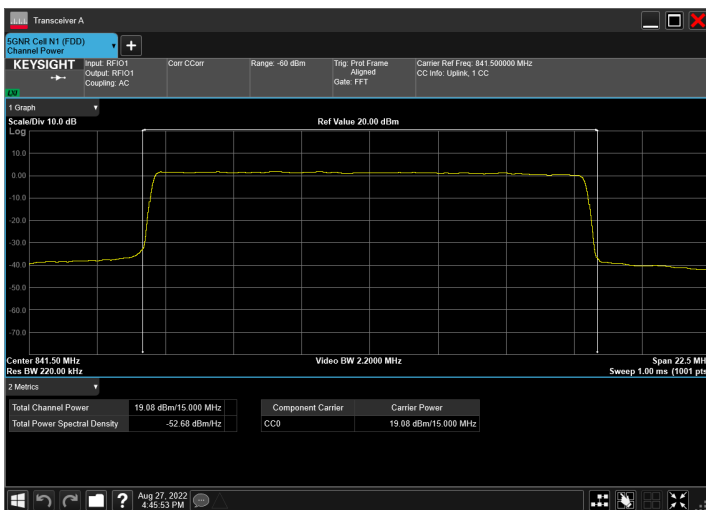 Transceiver A
5GNR Cell N1 (FDD)
Channel Power
KEYSIGHT
Input: RFIO1
Output: RFIO1
Coupling: AC
Corr CCorr
Range: -60 dBm
Trig: Prot Frame
Aligned
Gate: FFT
Carrier Ref Freq: 841.500000 MHz
CC Info: Uplink, 1 CC
LXI
1 Graph
Scale/Div 10.0 dB
Ref Value 20.00 dBm
Log
10.0
0.00
-10.0
-20.0
-30.0
-40.0
-50.0
-60.0
-70.0
Center 841.50 MHz
Video BW 2.2000 MHz
Span 22.5 MH
Res BW 220.00 kHz
Sweep 1.00 ms (1001 pts
2 Metrics
Total Channel Power 19.08 dBm/15.000 MHz
Total Power Spectral Density -52.68 dBm/Hz
Component Carrier Carrier Power
CC0 19.08 dBm/15.000 MHz
?
Aug 27, 2022
4:45:53 PM